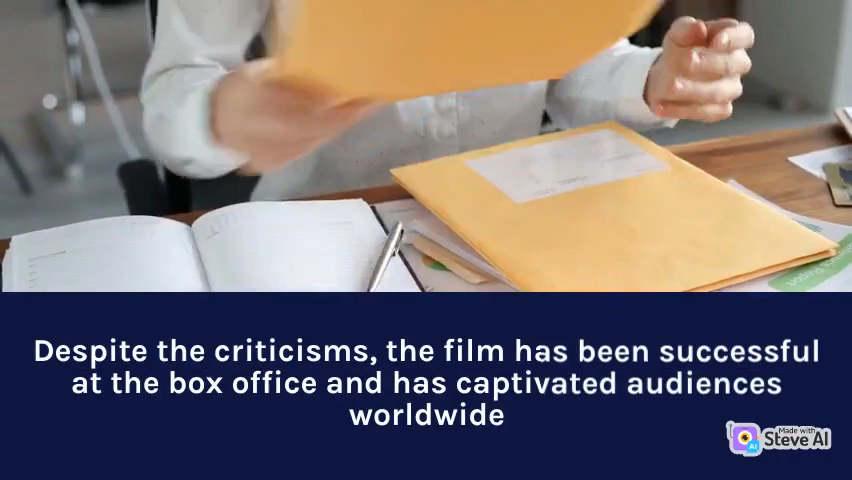 Despite the criticisms, the film has been successful
at the box office and has captivated audiences
worldwide
Made with
Steve AI